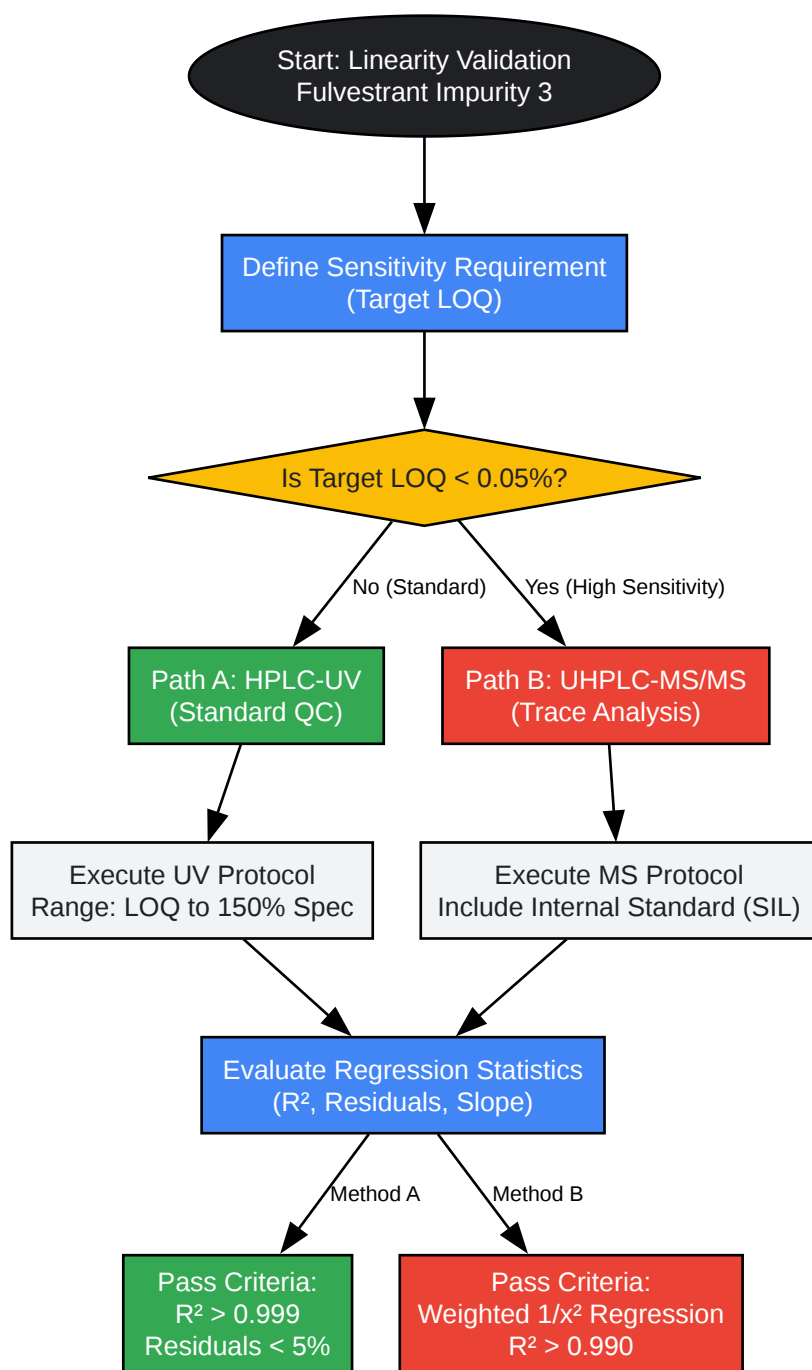 Start: Linearity Validation
Fulvestrant Impurity 3
Define Sensitivity Requirement
(Target LOQ)
Is Target LOQ < 0.05%?
No (Standard)
Yes (High Sensitivity)
Path A: HPLC-UV
(Standard QC)
Path B: UHPLC-MS/MS
(Trace Analysis)
Execute UV Protocol
Range: LOQ to 150% Spec
Execute MS Protocol
Include Internal Standard (SIL)
Evaluate Regression Statistics
(R², Residuals, Slope)
Method A
Method B
Pass Criteria:
R² > 0.999
Residuals < 5%
Pass Criteria:
Weighted 1/x² Regression
R² > 0.990